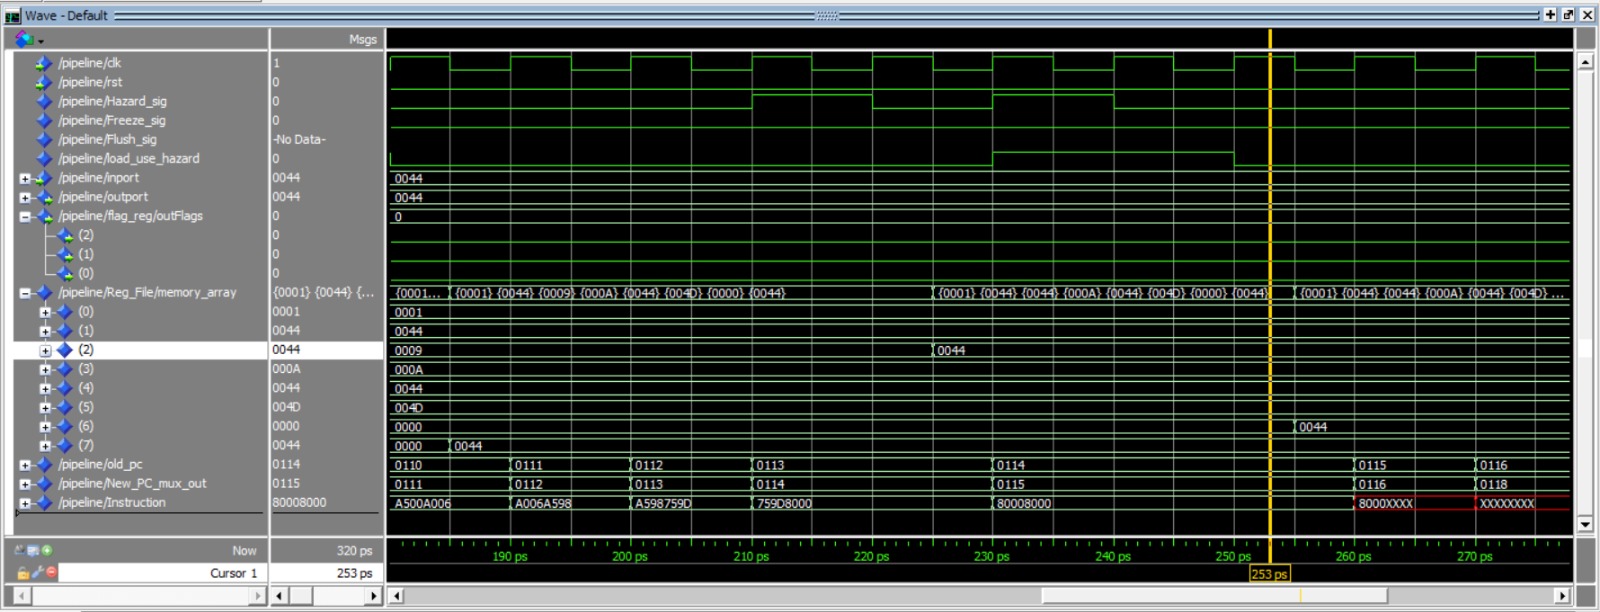 Wave - Default
Msgs
/pipeline/clk 1
/pipeline/rst 0
/pipeline/Hazard_sig 0
/pipeline/Freeze_sig 0
/pipeline/Flush_sig -No Data-
/pipeline/load_use_hazard 0
/pipeline/inport 0044 0044
/pipeline/outport 0044 0044
/pipeline/flag_reg/outFlags 0 0
(2) 0
(1) 0
(0) 0
/pipeline/Reg_File/memory_array {0001} {0044} {... {0001... {0001} {0044} {0009} {000A} {0044} {004D} {0000} {0044} {0001} {0044} {0044} {000A} {0044} {004D} {0000} {0044} {0001} {0044} {0044} {000A} {0044} {004D} ...
(0) 0001 0001
(1) 0044 0044
(2) 0044 0009 0044
(3) 000A 000A
(4) 0044 0044
(5) 004D 004D
(6) 0000 0000 0044
(7) 0044 0000 0044
/pipeline/old_pc 0114 0110 0111 0112 0113 0114 0115 0116
/pipeline/New_PC_mux_out 0115 0111 0112 0113 0114 0115 0116 0118
/pipeline/Instruction 80008000 A500A006 A006A598 A598759D 759D8000 80008000 8000XXXX XXXXXXXX
Now 320 ps 190 ps 200 ps 210 ps 220 ps 230 ps 240 ps 250 ps 260 ps 270 ps
Cursor 1 253 ps 253 ps